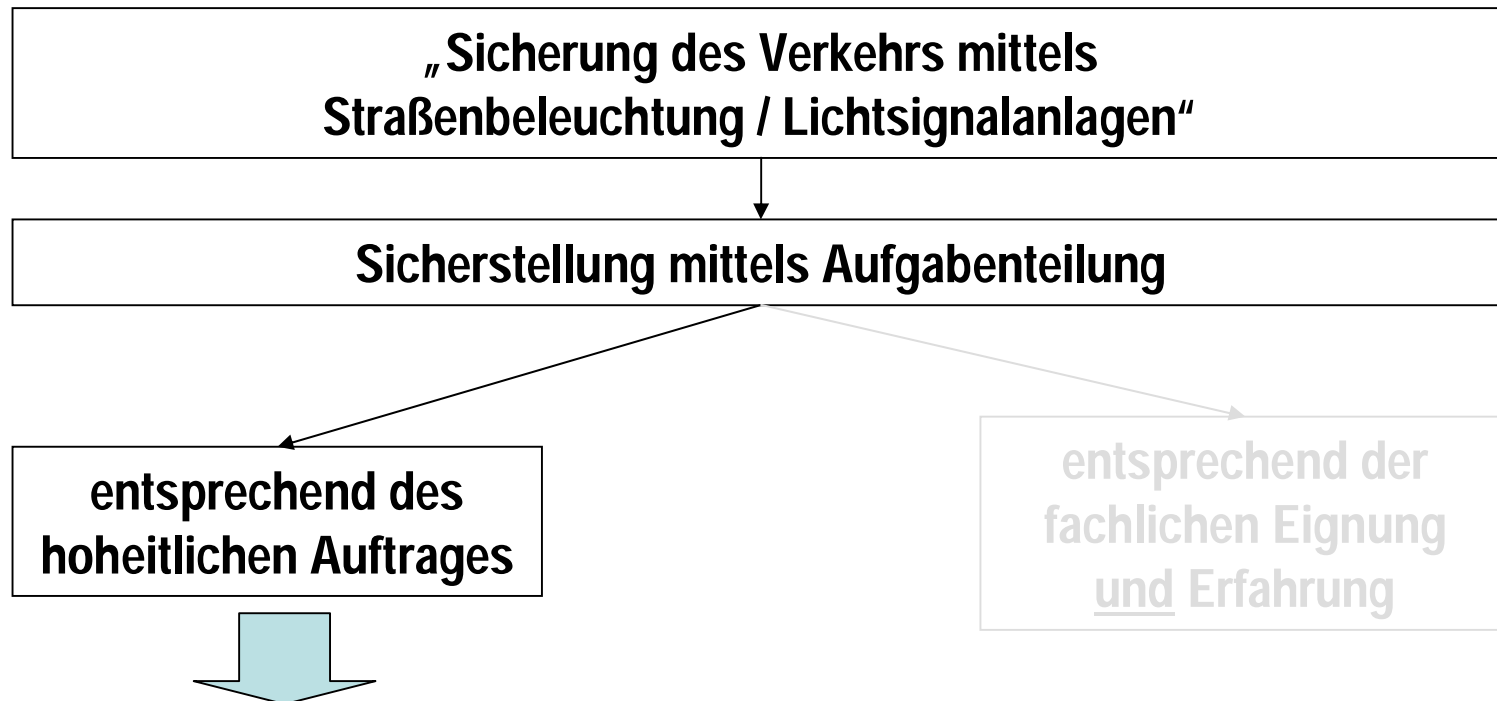 „Sicherung des Verkehrs mittels
Straßenbeleuchtung / Lichtsignalanlagen“
Sicherstellung mittels Aufgabenteilung
entsprechend des
hoheitlichen Auftrages
entsprechend der
fachlichen Eignung
und Erfahrung